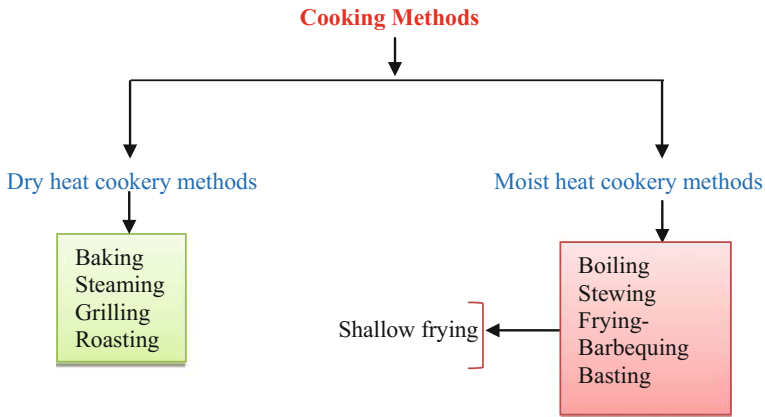 Cooking Methods
Dry heat cookery methods
Moist heat cookery methods
Baking
Steaming
Grilling
Roasting
Shallow frying
Boiling
Stewing
Frying-
Barbequing
Basting